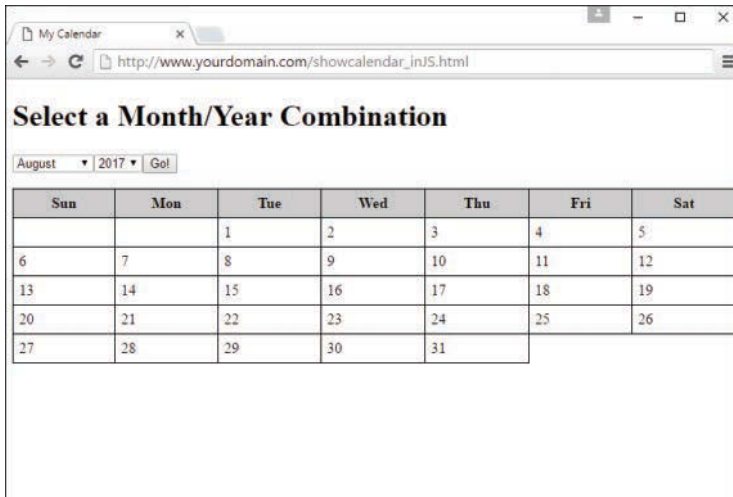 My Calendar
http://www.yourdomain.com/showcalendar_inJS.html
Select a Month/Year Combination
August 2017 Go!
Sun Mon Tue Wed Thu Fri Sat
1 2 3 4 5
6 7 8 9 10 11 12
13 14 15 16 17 18 19
20 21 22 23 24 25 26
27 28 29 30 31